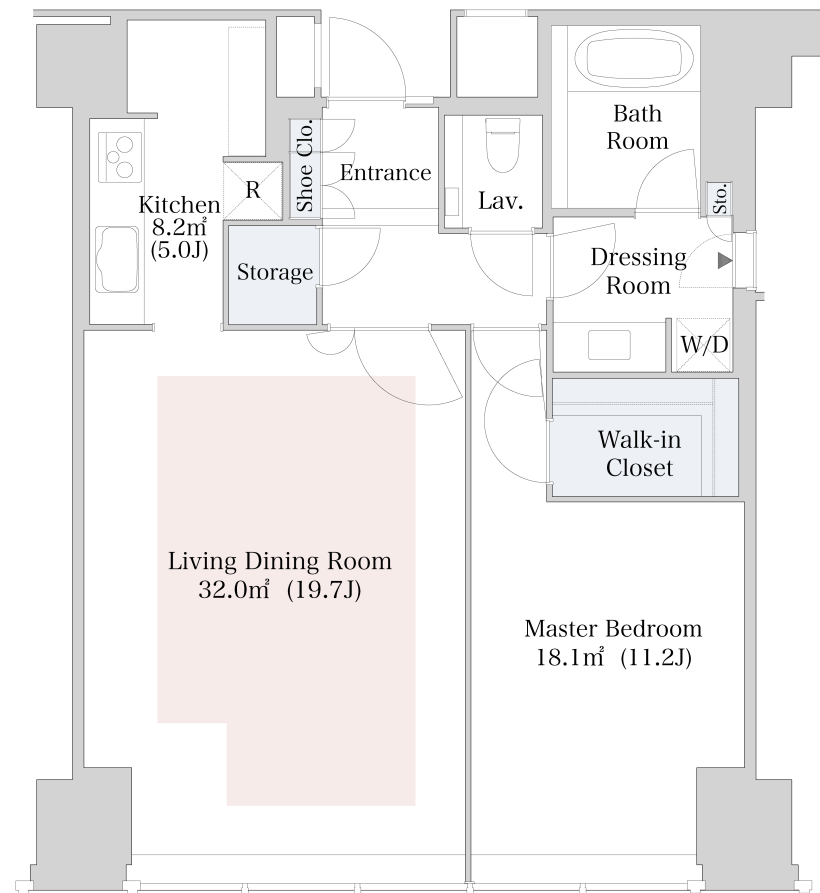 Bath
Room
Shoe Clo.
Entrance
Lav.
Sto.
R
Kitchen
8.2㎡
(5.0J)
Storage
Dressing
Room
W/D
Walk-in
Closet
Living Dining Room
32.0㎡ (19.7J)
Master Bedroom
18.1㎡ (11.2J)